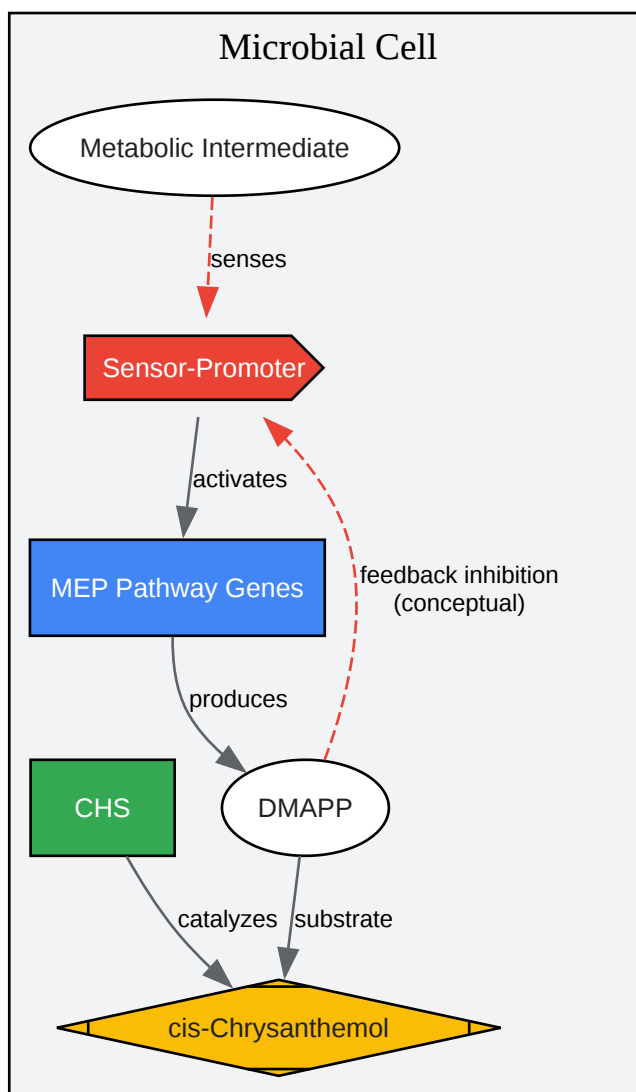 Microbial Cell
Metabolic Intermediate
senses
Sensor-Promoter
activates
MEP Pathway Genes
feedback inhibition
(conceptual)
produces
CHS
DMAPP
catalyzes
substrate
cis-Chrysanthemol